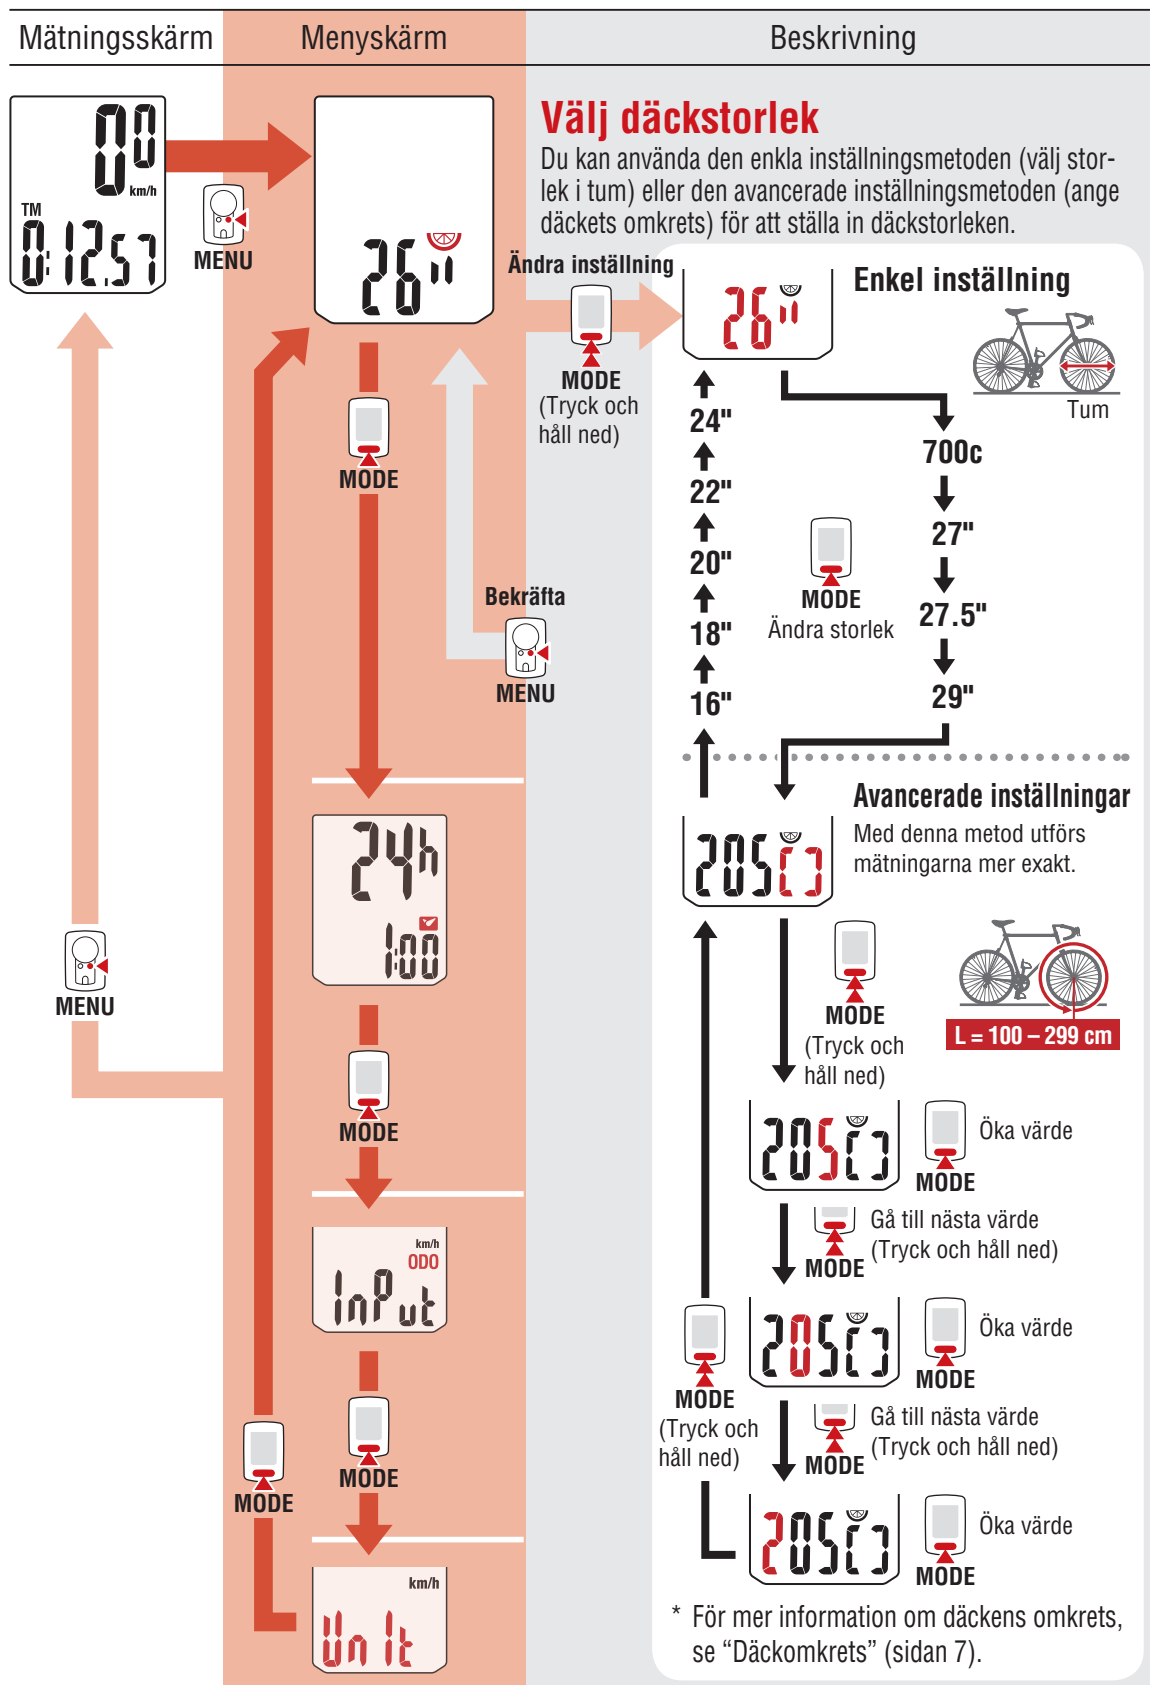 Mätningsskärm
Menyskärm
Beskrivning
0.0
km/h
TM
0:12.57
MENU
26"
Välj däckstorlek
Du kan använda den enkla inställningsmetoden (välj stor-
lek i tum) eller den avancerade inställningsmetoden (ange
däckets omkrets) för att ställa in däckstorleken.
Ändra inställning
MODE
(Tryck och
håll ned)
26"
Enkel inställning
Tum
24"
22"
20"
18"
16"
700c
27"
27.5"
29"
MODE
Ändra storlek
MODE
Bekräfta
MENU
Avancerade inställningar
Med denna metod utförs
mätningarna mer exakt.
205
L = 100 – 299 cm
MODE
(Tryck och
håll ned)
24h
1:00
MENU
MODE
205
Öka värde
MODE
Gå till nästa värde
(Tryck och håll ned)
MODE
km/h
ODO
InPut
205
Öka värde
MODE
Gå till nästa värde
(Tryck och håll ned)
MODE
MODE
(Tryck och
håll ned)
MODE
MODE
205
Öka värde
MODE
km/h
UnIt
* För mer information om däckens omkrets,
se “Däckomkrets” (sidan 7).